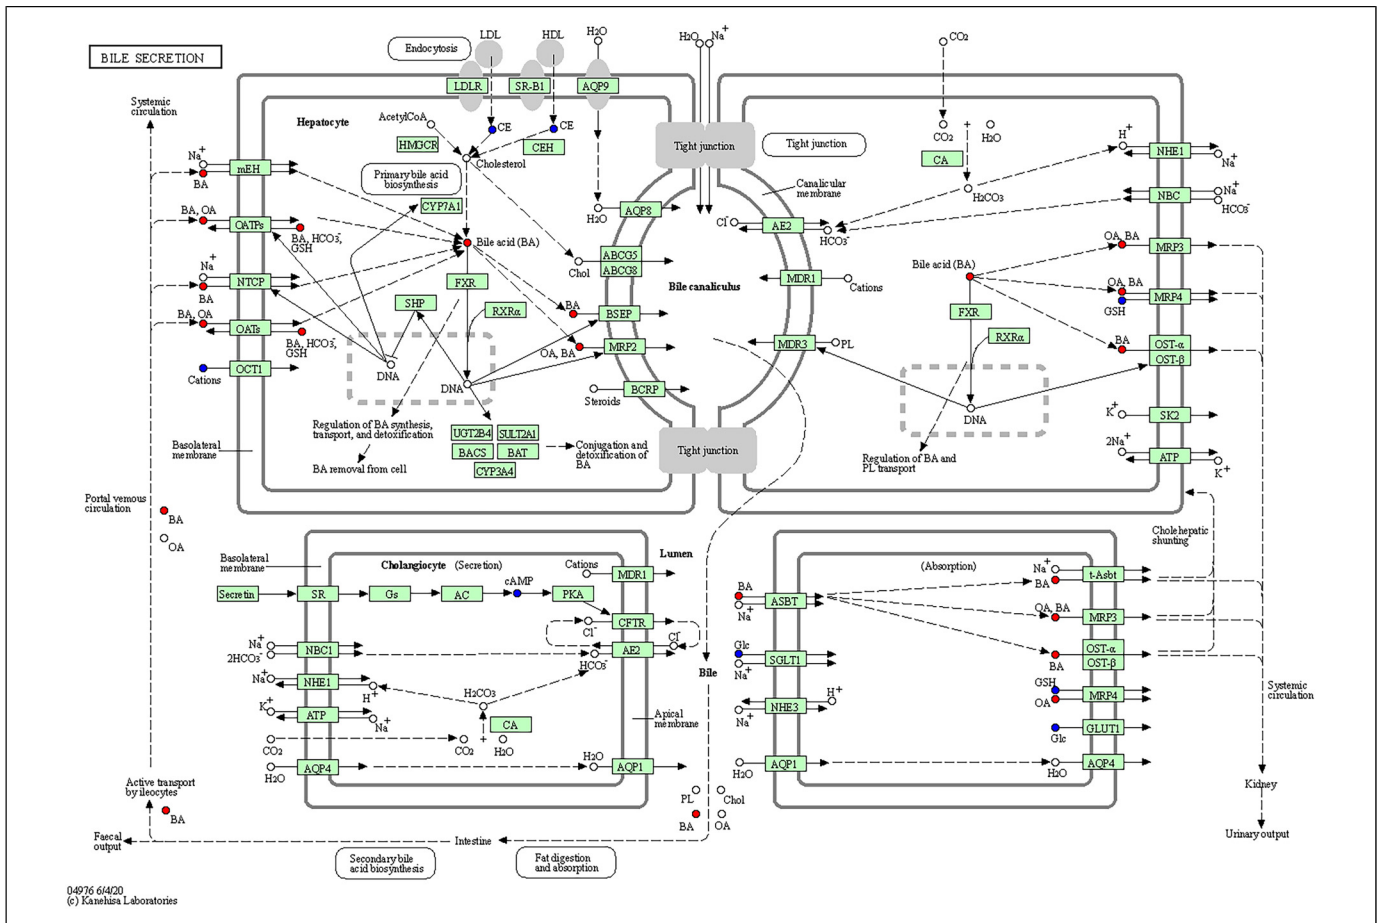 BILE SECRETION
Endocytosis
LDL
HDL
H2O
H2O
Na+
CO2
LDLR
SR-B1
AQP9
Systemic
circulation
Hepatocyte
AcetylCoA
CE
CE
HMGCR
CEH
Cholesterol
Tight junction
Tight junction
CO2
+
H2O
CA
H2CO3
H+
NHE1
Na+
Na+
mEH
BA
Primary bile acid
biosynthesis
CYP7A1
Canalicular
membrane
NBC
Na+
HCO3-
BA, OA
OATPs
BA, HCO3-,
GSH
H2O
AQP8
Cl-
AE2
HCO3-
Bile acid (BA)
ABCG5
ABCG8
Chol
OA, BA
MRP3
Na+
NTCP
BA
FXR
Bile canaliculus
MDR1
Cations
Bile acid (BA)
OA, BA
MRP4
GSH
SHP
RXRα
BA
BSEP
FXR
BA, OA
OATs
BA, HCO3-,
GSH
OA, BA
MRP2
MDR3
PL
RXRα
BA
OST-α
OST-β
OCT1
Cations
DNA
DNA
Steroids
BCRP
DNA
K+
SK2
Regulation of BA synthesis,
transport, and detoxification
BA removal from cell
UGT2B4
SULT2A1
BACS
BAT
CYP3A4
Conjugation and
detoxification of
BA
Tight junction
Regulation of BA and
PL transport
2Na+
ATP
K+
Basolateral
membrane
Portal venous
circulation
BA
OA
Cholehepatic
shunting
Basolateral
membrane
Cholangiocyte (Secretion)
Lumen
Cations
MDR1
Secretin
SR
Gs
AC
cAMP
PKA
CFTR
Cl-
Cl-
Na+
2HCO3-
NBC1
HCO3-
AE2
Na+
NHE1
H+
H2CO3
K+
ATP
Na+
CA
CO2
CO2
+
H2O
H2O
AQP4
H2O
AQP1
Apical
membrane
Bile
(Absorption)
BA
ASBT
Na+
Na+
BA
t-Asbt
OA, BA
MRP3
Glc
SGLT1
Na+
OST-α
OST-β
BA
GSH
MRP4
OA
H+
NHE3
Na+
GLUT1
Glc
AQP1
H2O
H2O
AQP4
Systemic
circulation
Kidney
Urinary output
Active transport
by ileocytes
BA
PL
Chol
BA
OA
Faecal
output
Intestine
Secondary bile
acid biosynthesis
Fat digestion
and absorption
04976 6/4/20
(c) Kanehisa Laboratories